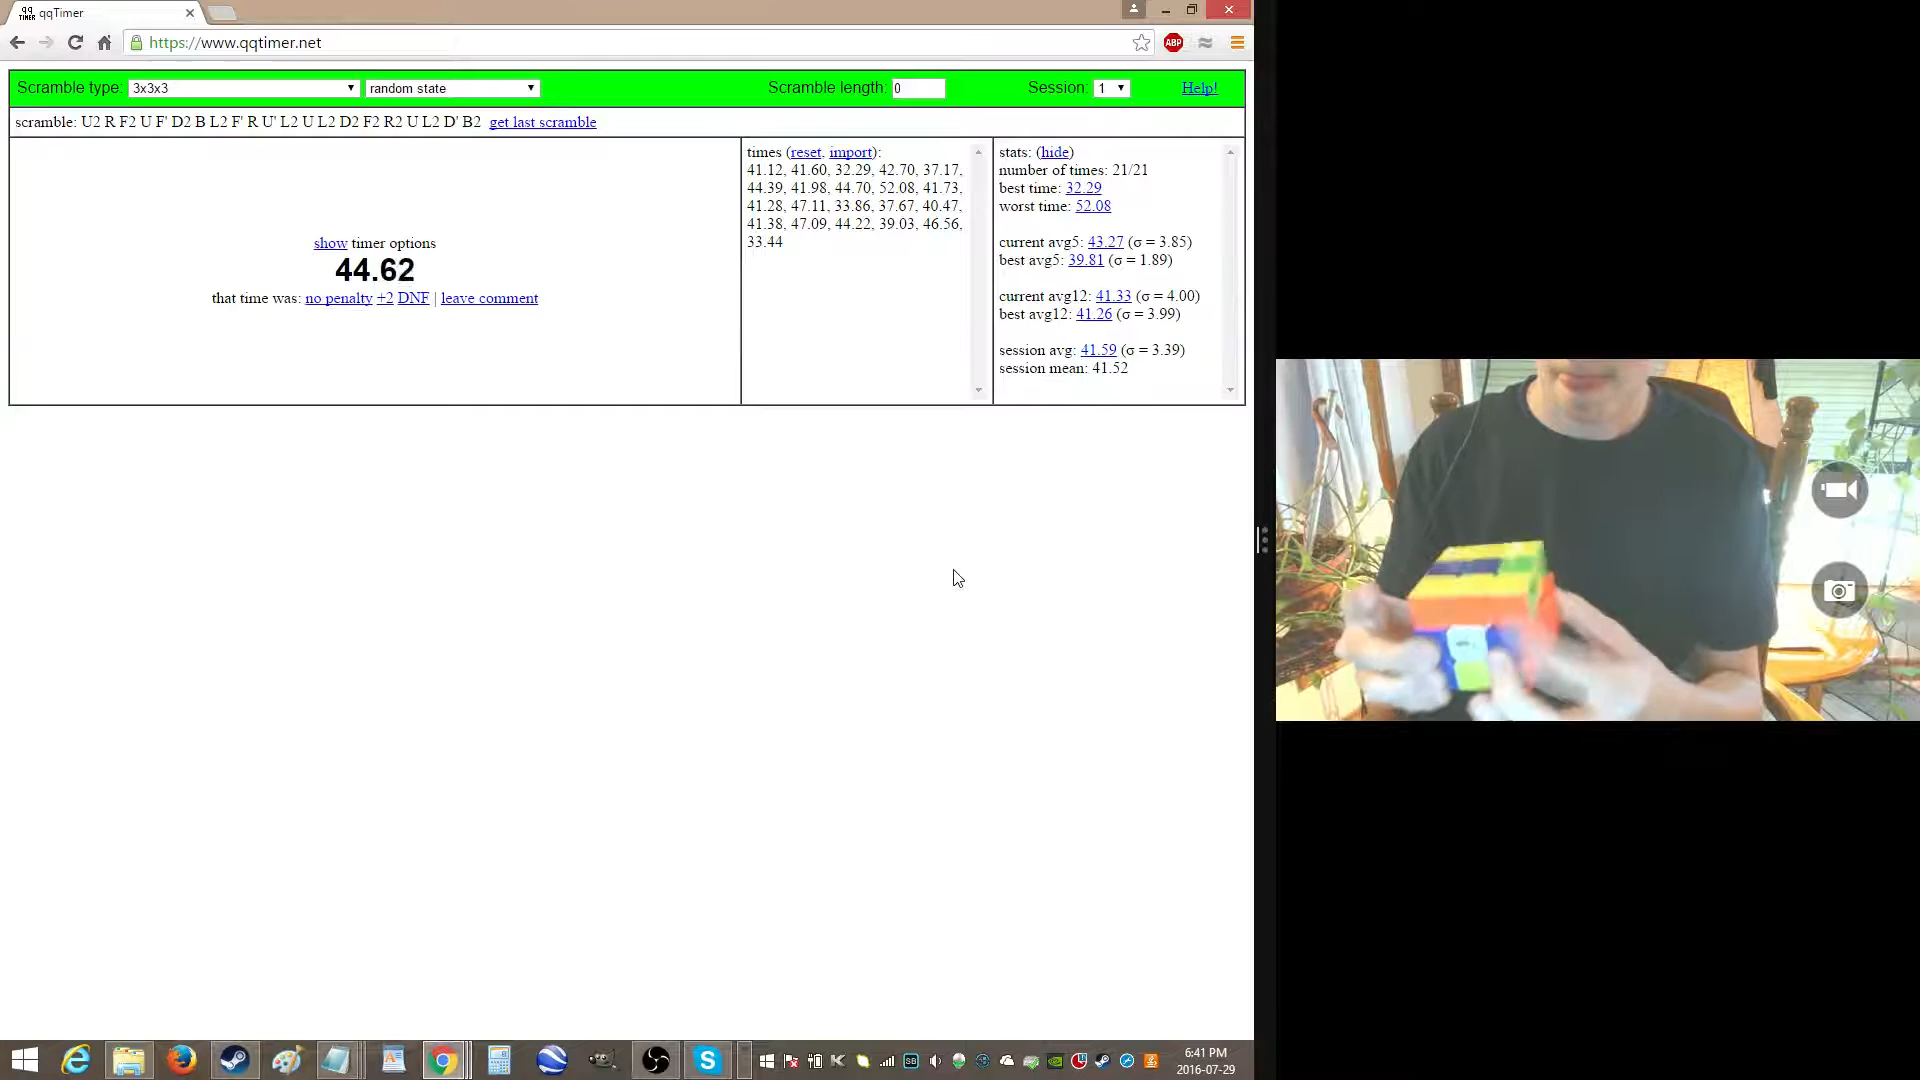 qqTimer
https://www.qqtimer.net
ABP
Scramble type: 3x3x3 random state Scramble length: 0 Session: 1 Help!
scramble: U2 R F2 U F' D2 B L2 F' R U' L2 U L2 D2 F2 R2 U L2 D' B2 get last scramble
show timer options
44.62
that time was: no penalty +2 DNF | leave comment
times (reset, import):
41.12, 41.60, 32.29, 42.70, 37.17,
44.39, 41.98, 44.70, 52.08, 41.73,
41.28, 47.11, 33.86, 37.67, 40.47,
41.38, 47.09, 44.22, 39.03, 46.56,
33.44
stats: (hide)
number of times: 21/21
best time: 32.29
worst time: 52.08
current avg5: 43.27 (σ = 3.85)
best avg5: 39.81 (σ = 1.89)
current avg12: 41.33 (σ = 4.00)
best avg12: 41.26 (σ = 3.99)
session avg: 41.59 (σ = 3.39)
session mean: 41.52
6:41 PM
2016-07-29